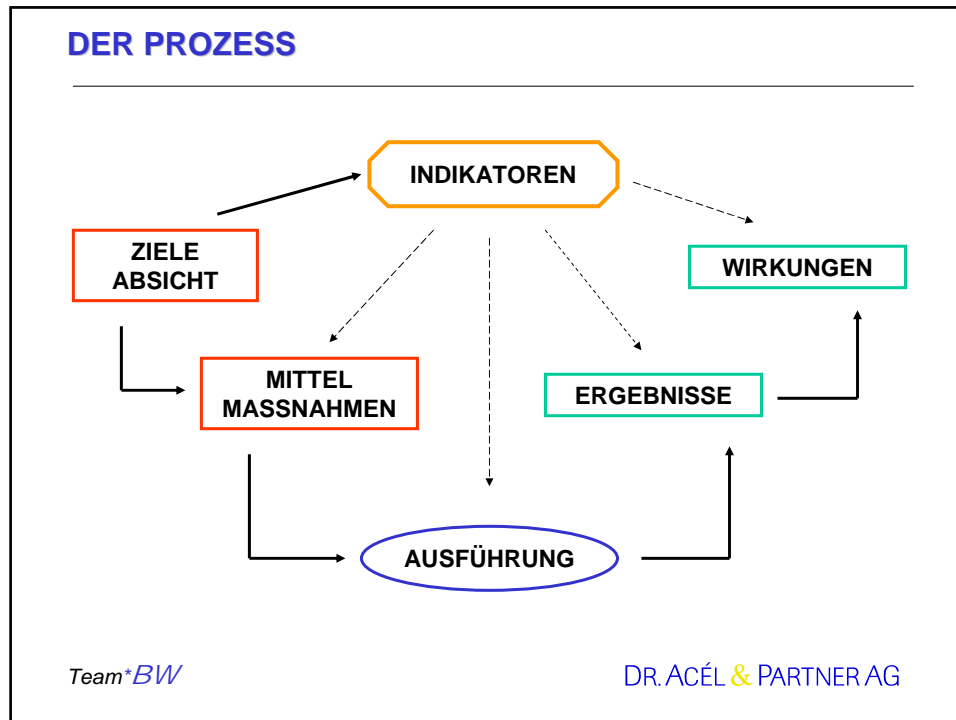 DER PROZESS
INDIKATOREN
ZIELE
ABSICHT
WIRKUNGEN
MITTEL
MASSNAHMEN
ERGEBNISSE
AUSFÜHRUNG
Team*BW
DR. ACÉL & PARTNER AG